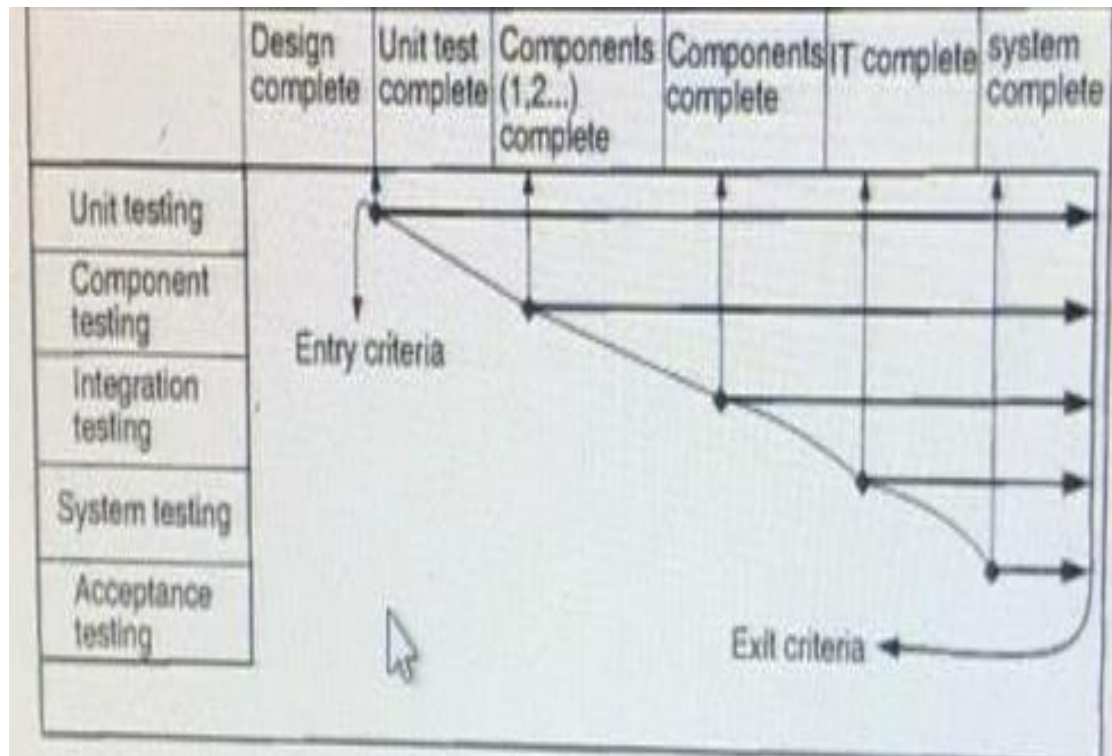 Design
complete
Unit test
complete
Components
(1,2...)
complete
Components
complete
IT complete
system
complete
Unit testing
Component
testing
Entry criteria
Integration
testing
System testing
Acceptance
testing
Exit criteria